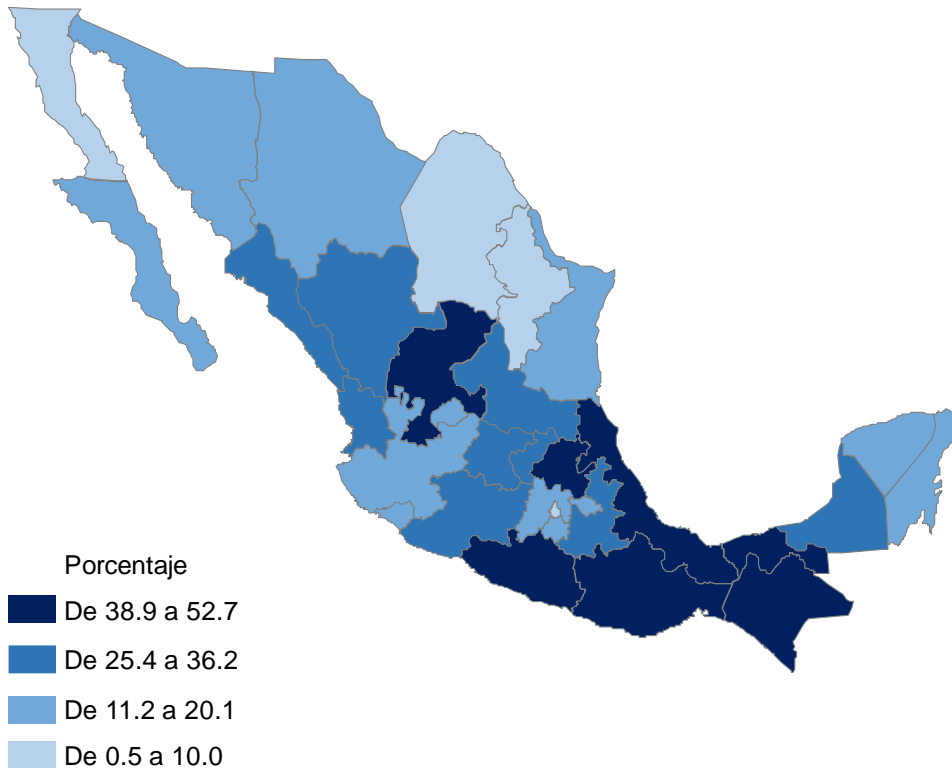 Porcentaje
De 38.9 a 52.7
De 25.4 a 36.2
De 11.2 a 20.1
De 0.5 a 10.0